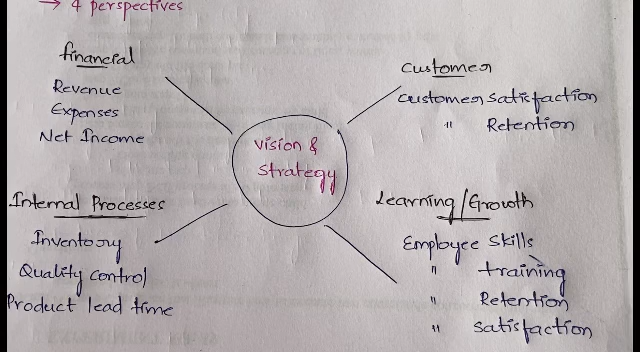 → 4 perspectives
financial
Revenue
Expenses
Net Income
Customer
Customer satisfaction
" Retention
Vision &
Strategy
Internal Processes
Inventory
Quality control
Product lead time
Learning/Growth
Employee skills
" training
" Retention
" satisfaction